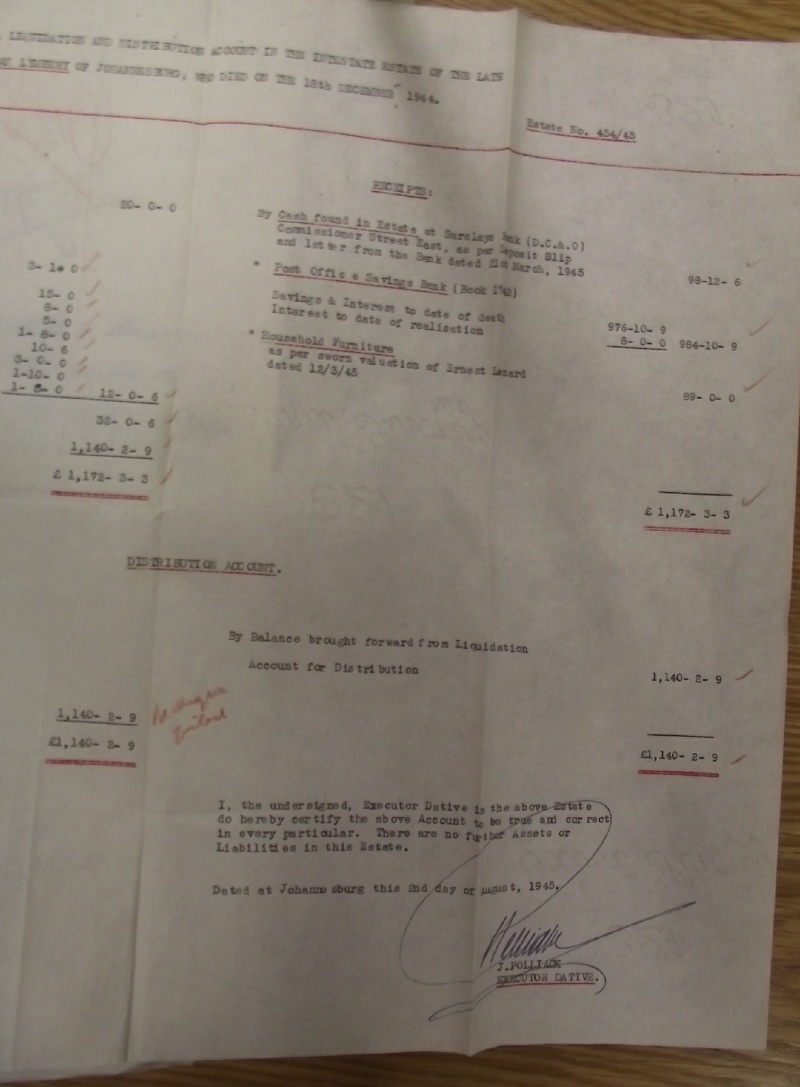 LIQUIDATION AND DISTRIBUTION ACCOUNT IN THE INTESTATE ESTATE OF THE LATE
OF JOHANNESBURG, WHO DIED ON THE 18th DECEMBER, 1944.
Estate No. 454/45
RECEIPTS:
20- 0- 0
By Cash found in Estate at Barclays Bank (D.C.& O)
Commissioner Street East, as per Deposit Slip
and letter from the Bank dated March, 1945
98-12- 6
" Post Office Savings Bank (Book
Savings & Interest to date of death
976-10- 9
Interest to date of realisation
8- 0- 0 984-10- 9
" Household Furniture
as per sworn valuation of Ernest Lezard
dated 12/3/45
89- 0- 0
3- 1- 0
15- 0
8- 0
5- 0
1- 8- 0
10- 6
3- 0- 0
1-10- 0
1- 8- 0 12- 0- 6
32- 0- 6
1,140- 2- 9
£ 1,172- 3- 3
£ 1,172- 3- 3
DISTRIBUTION ACCOUNT.
By Balance brought forward from Liquidation
Account for Distribution
1,140- 2- 9
1,140- 2- 9
£1,140- 2- 9
£1,140- 2- 9
I, the undersigned, Executor Dative in the above Estate
do hereby certify the above Account to be true and correct
in every particular. There are no further Assets or
Liabilities in this Estate.
Dated at Johannesburg this 2nd day of August, 1945.
J.POLLIACK
EXECUTOR DATIVE.